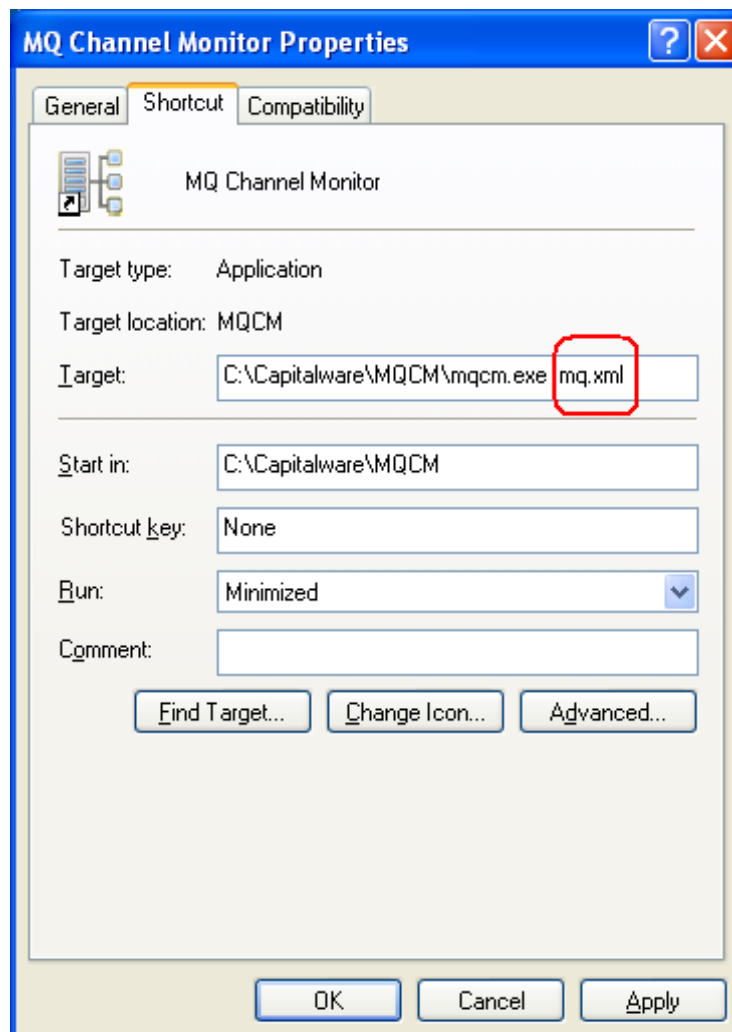 MQ Channel Monitor Properties
General Shortcut Compatibility
MQ Channel Monitor
Target type: Application
Target location: MQCM
Target: C:\Capitalware\MQCM\mqcm.exe mq.xml
Start in: C:\Capitalware\MQCM
Shortcut key: None
Run: Minimized
Comment:
Find Target... Change Icon... Advanced...
OK Cancel Apply